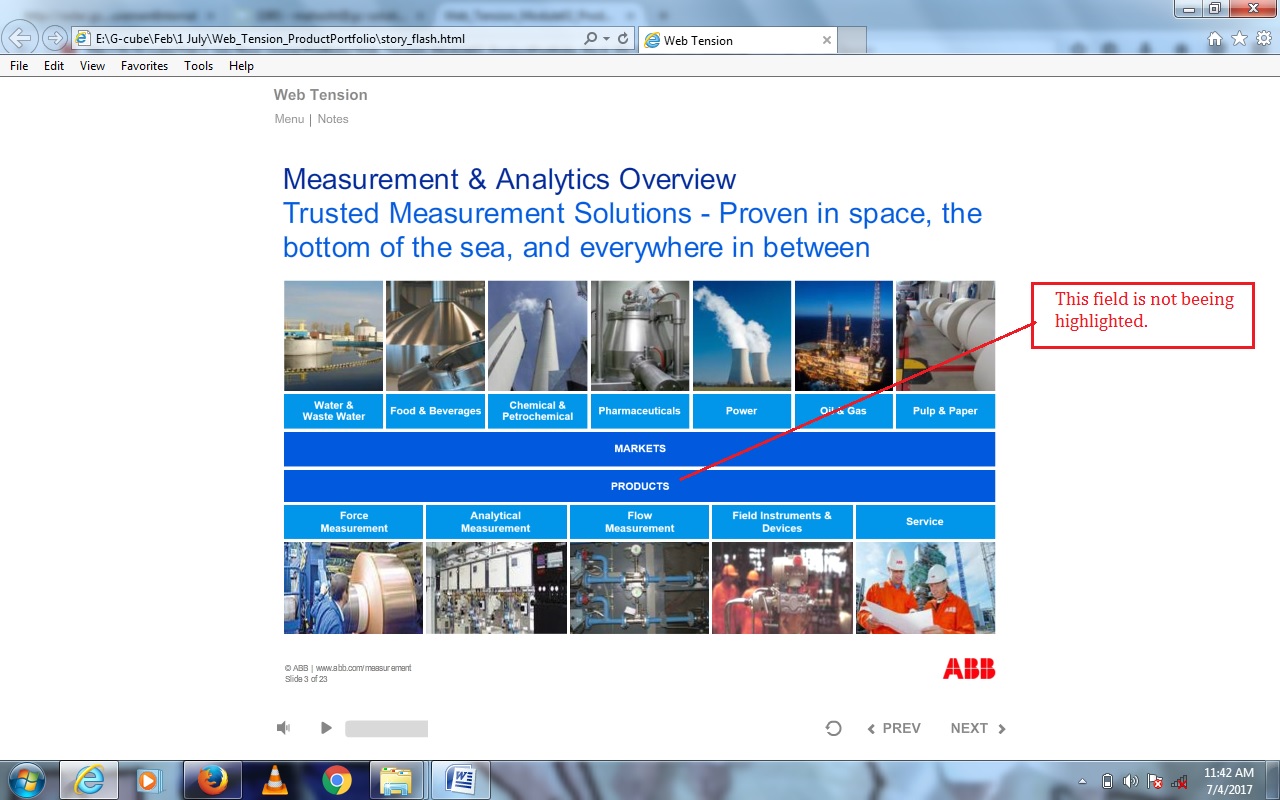 E:\G-cube\Feb\1 July\Web_Tension_ProductPortfolio\story_flash.html
Web Tension
File Edit View Favorites Tools Help
Web Tension
Menu | Notes
Measurement & Analytics Overview
Trusted Measurement Solutions - Proven in space, the
bottom of the sea, and everywhere in between
This field is not beeing
highlighted.
Water &
Waste Water
Food & Beverages
Chemical &
Petrochemical
Pharmaceuticals
Power
Oil & Gas
Pulp & Paper
MARKETS
PRODUCTS
Force
Measurement
Analytical
Measurement
Flow
Measurement
Field Instruments &
Devices
Service
ABB
© ABB | www.abb.com/measurement
Slide 3 of 23
ABB
PREV
NEXT
11:42 AM
7/4/2017